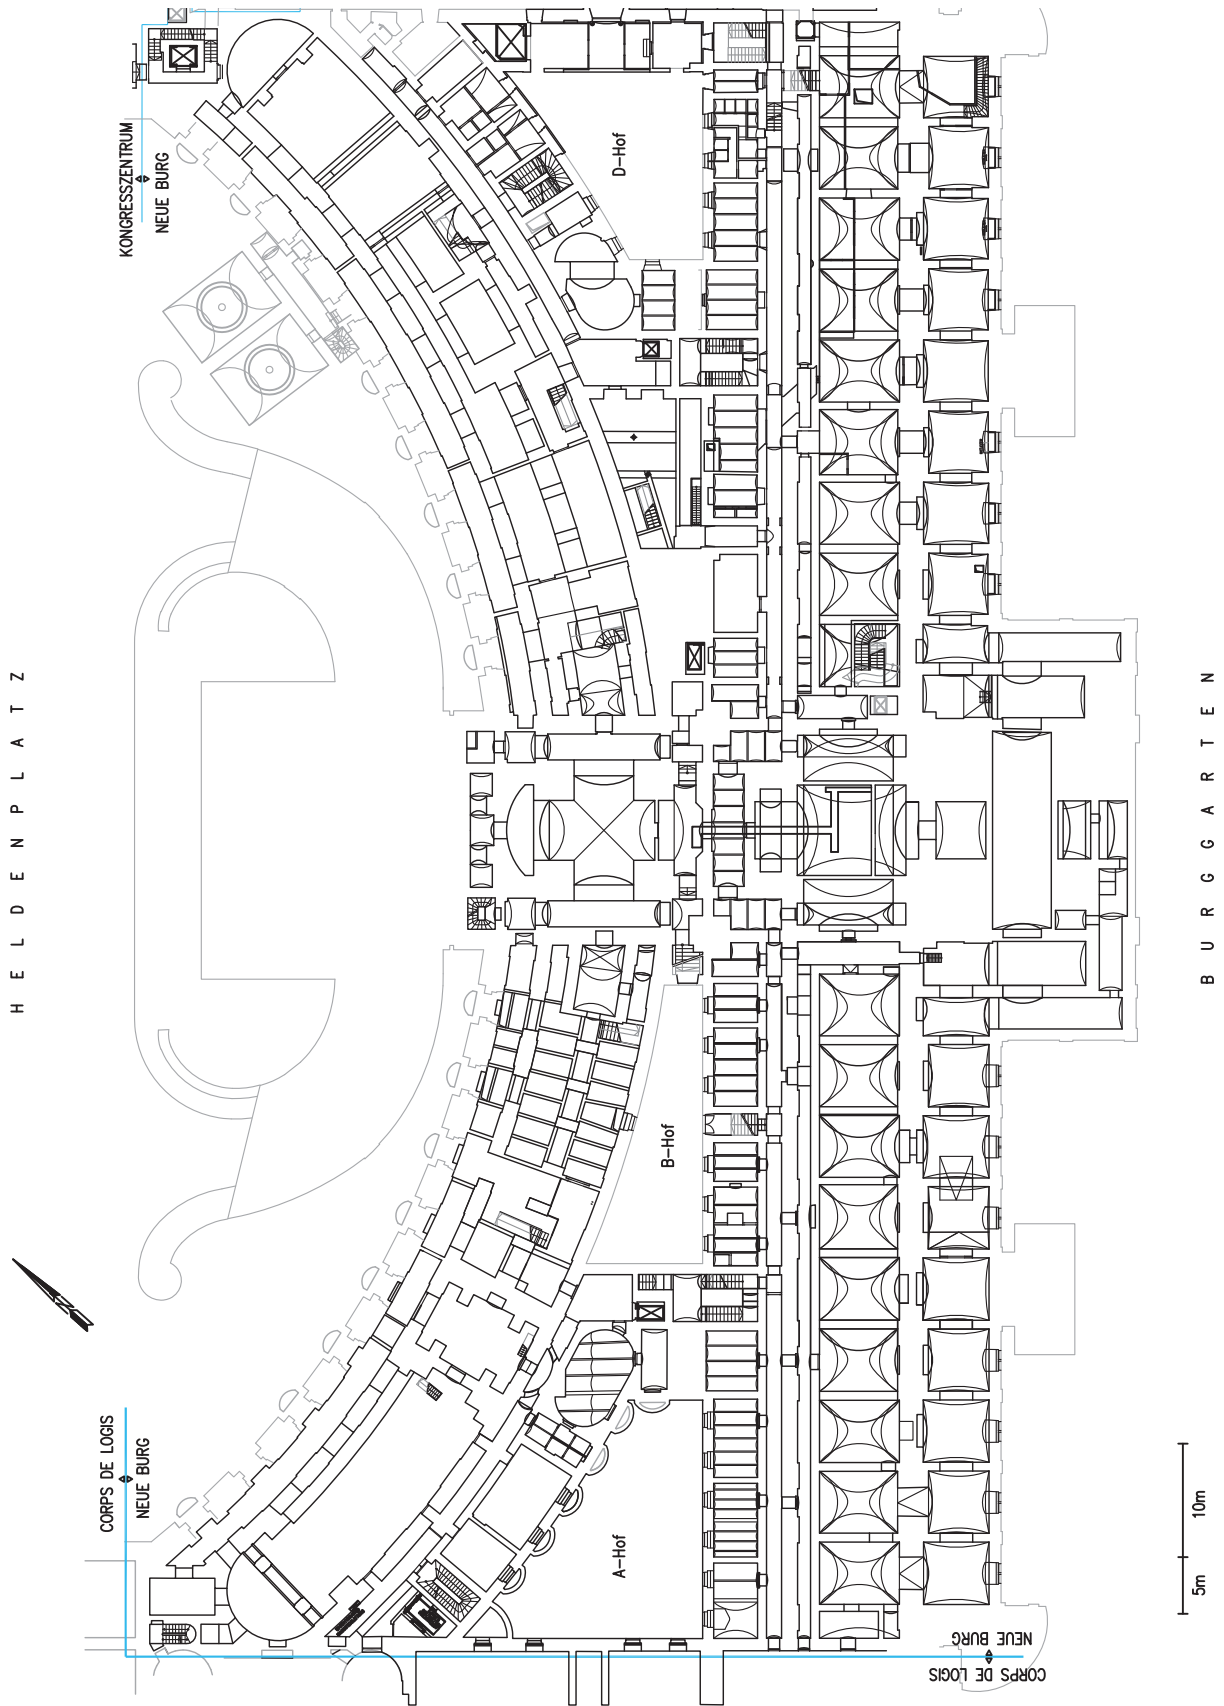 KONGRESSZENTRUM
NEUE BURG
D-Hof
HELDENPLATZ
BURGGARTEN
B-Hof
CORPS DE LOGIS
NEUE BURG
A-Hof
10m
5m
NEUE BURG
CORPS DE LOGIS